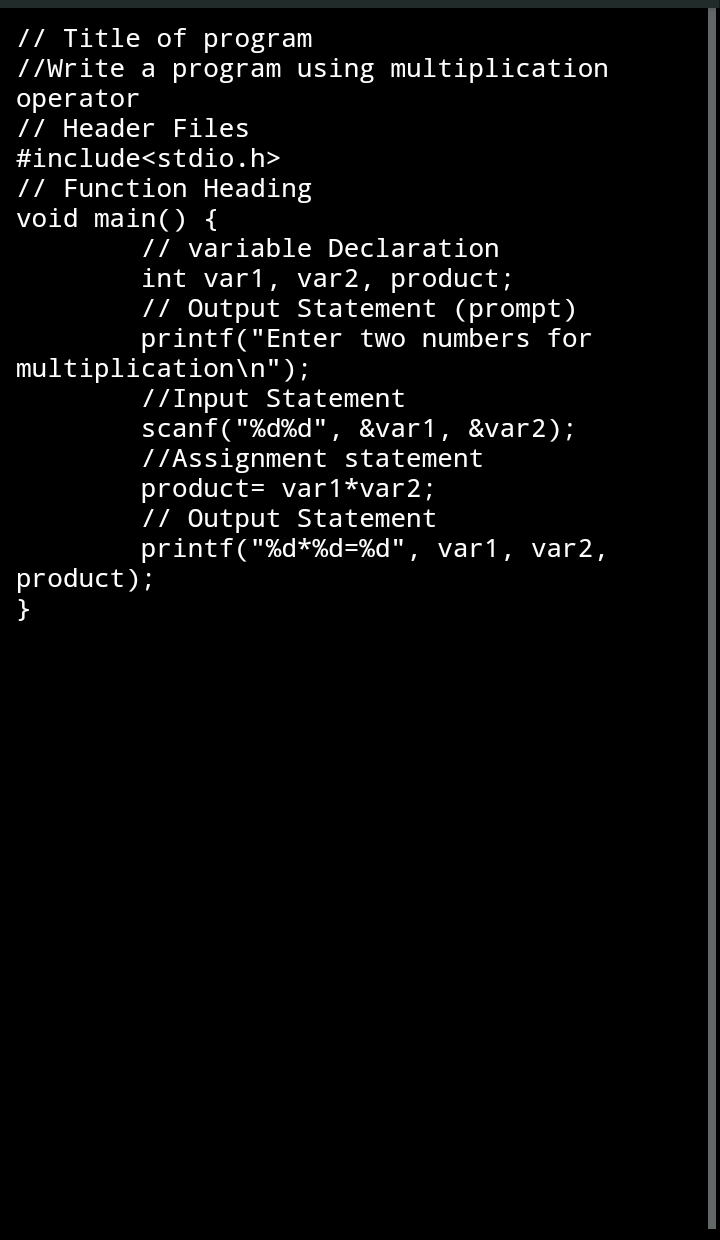 // Title of program
//Write a program using multiplication
operator
// Header Files
#include<stdio.h>
// Function Heading
void main() {
        // variable Declaration
        int var1, var2, product;
        // Output Statement (prompt)
        printf("Enter two numbers for
multiplication\n");
        //Input Statement
        scanf("%d%d", &var1, &var2);
        //Assignment statement
        product= var1*var2;
        // Output Statement
        printf("%d*%d=%d", var1, var2,
product);
}